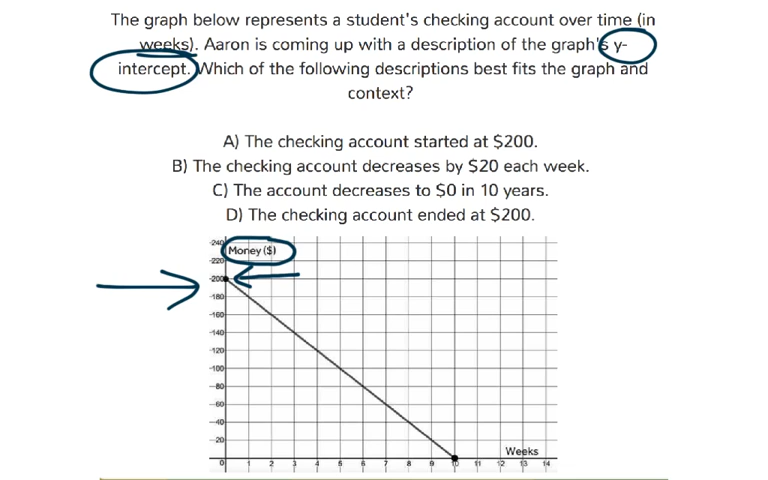 The graph below represents a student's checking account over time (in
weeks). Aaron is coming up with a description of the graph's y-
intercept. Which of the following descriptions best fits the graph and
context?
A) The checking account started at $200.
B) The checking account decreases by $20 each week.
C) The account decreases to $0 in 10 years.
D) The checking account ended at $200.
240
Money ($)
220
200
180
160
140
120
100
80
60
40
20
Weeks
0 1 2 3 4 5 6 7 8 9 10 11 12 13 14